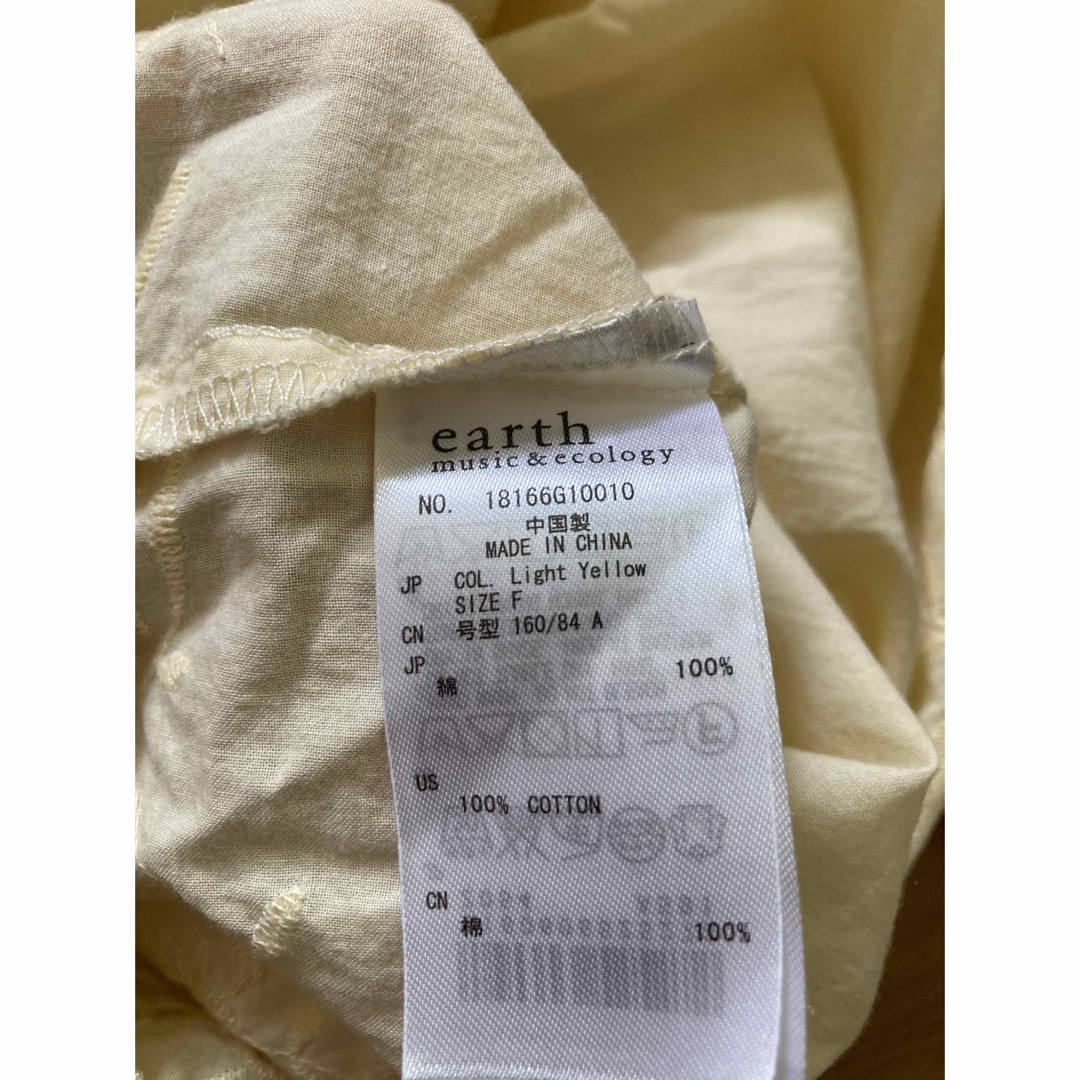 earth
music & ecology
NO. 18166G10010
中国製
MADE IN CHINA
JP COL. Light Yellow
SIZE F
CN 号型 160/84 A
JP
綿 100%
US
100% COTTON
CN
棉 100%